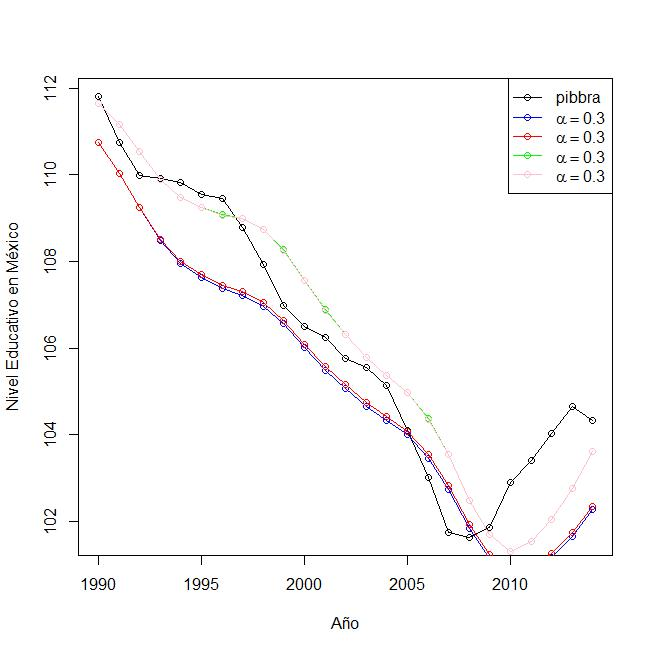 112
110
108
106
104
102
Nivel Educativo en México
pibbra
α = 0.3
α = 0.3
α = 0.3
α = 0.3
1990 1995 2000 2005 2010
Año